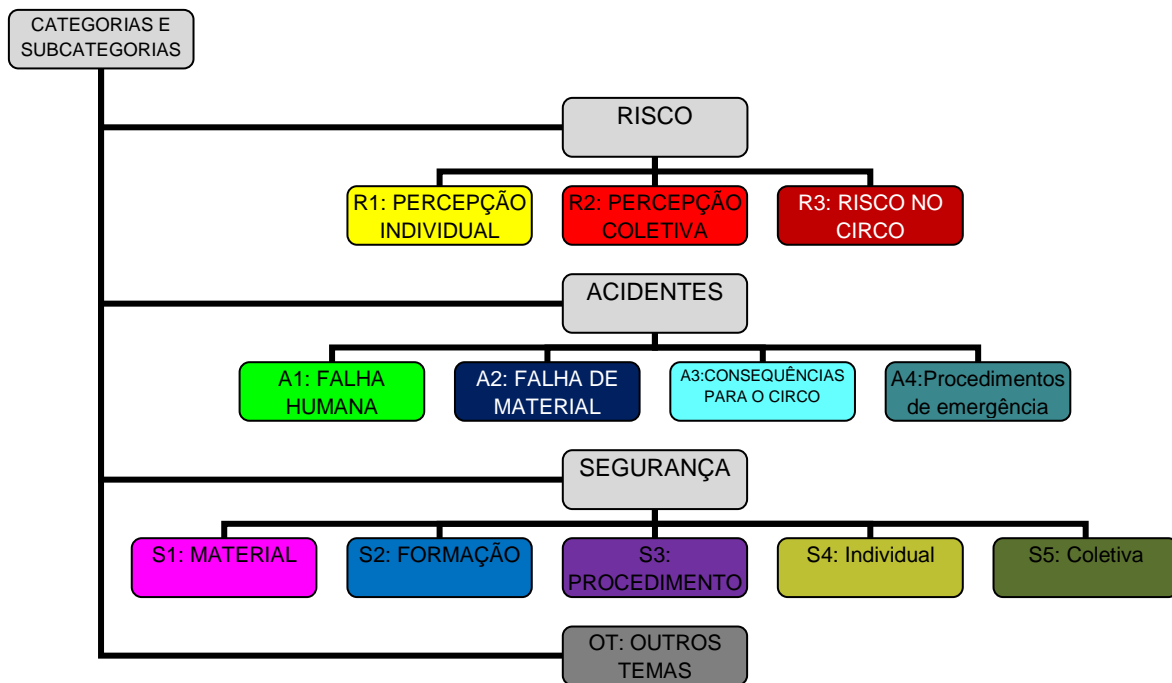 CATEGORIAS E
SUBCATEGORIAS
RISCO
R1: PERCEPÇÃO
INDIVIDUAL
R2: PERCEPÇÃO
COLETIVA
R3: RISCO NO
CIRCO
ACIDENTES
A1: FALHA
HUMANA
A2: FALHA DE
MATERIAL
A3:CONSEQUÊNCIAS
PARA O CIRCO
A4:Procedimentos
de emergência
SEGURANÇA
S1: MATERIAL
S2: FORMAÇÃO
S3:
PROCEDIMENTO
S4: Individual
S5: Coletiva
OT: OUTROS
TEMAS